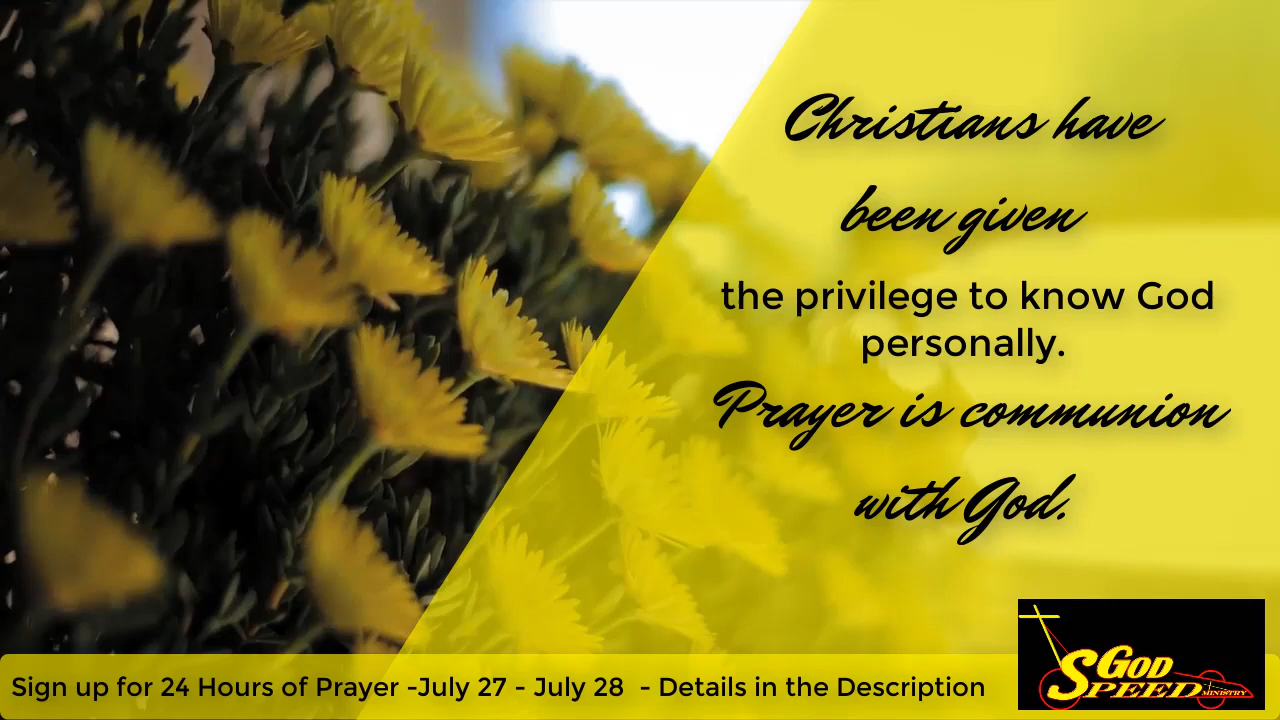 Christians have
been given
the privilege to know God
personally.
Prayer is communion
with God.
Sign up for 24 Hours of Prayer -July 27 - July 28  - Details in the Description
GOD
SPEED MINISTRY